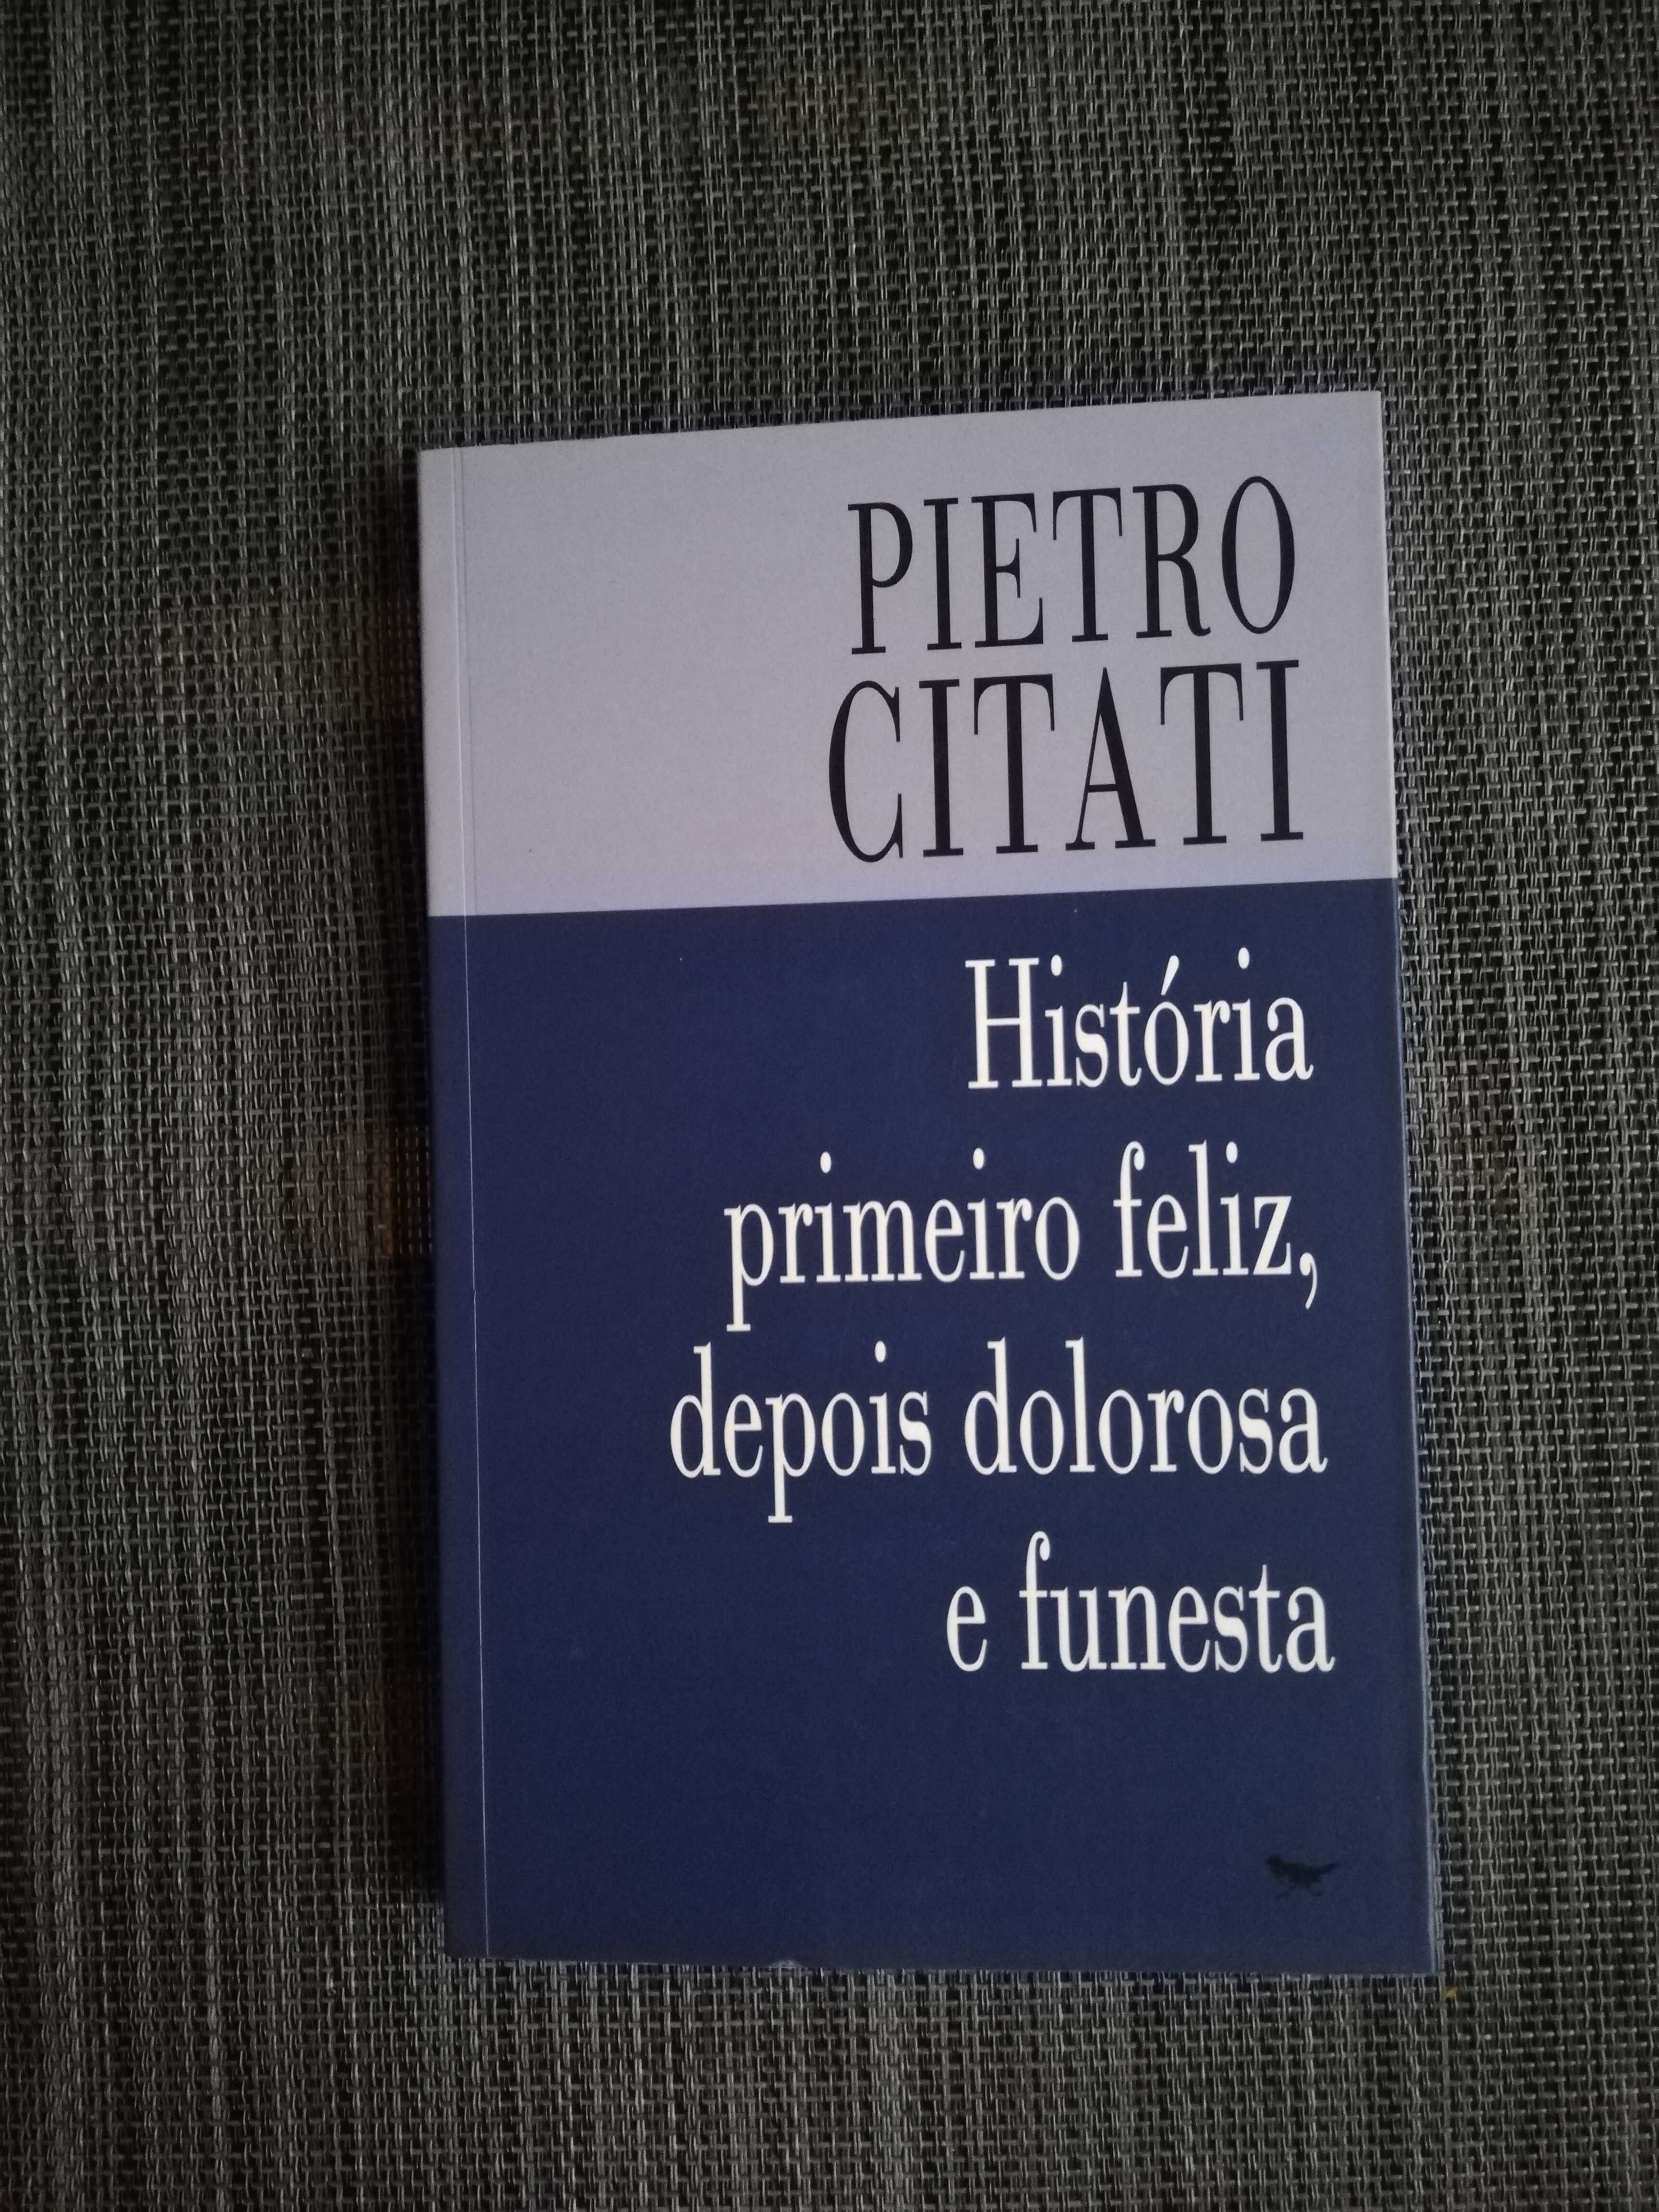 PIETRO
CITATI
História
primeiro feliz,
depois dolorosa
e funesta